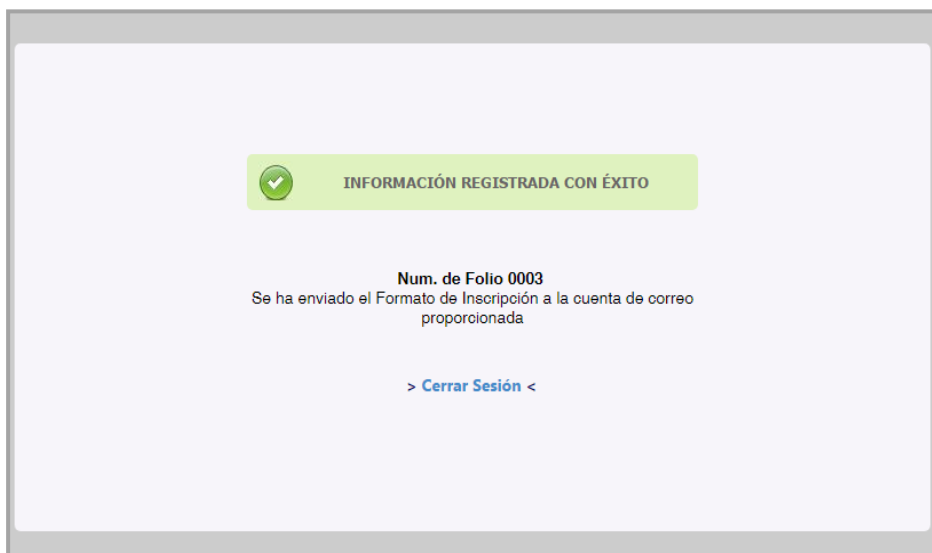 INFORMACIÓN REGISTRADA CON ÉXITO
Num. de Folio 0003
Se ha enviado el Formato de Inscripción a la cuenta de correo
proporcionada
> Cerrar Sesión <